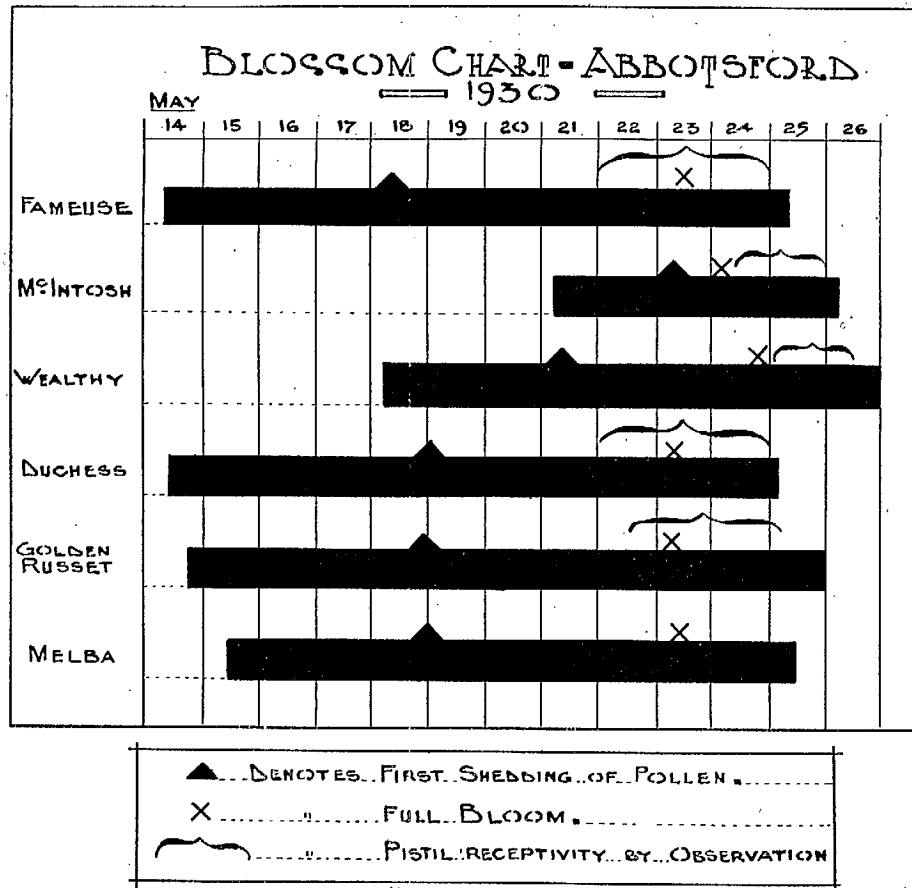 BLOSSOM CHART - ABBOTSFORD
1930
MAY
14 15 16 17 18 19 20 21 22 23 24 25 26
FAMEUSE
McINTOSH
WEALTHY
DUCHESS
GOLDEN
RUSSET
MELBA
DENOTES FIRST SHEDDING OF POLLEN.
" FULL BLOOM.
" PISTIL RECEPTIVITY BY OBSERVATION